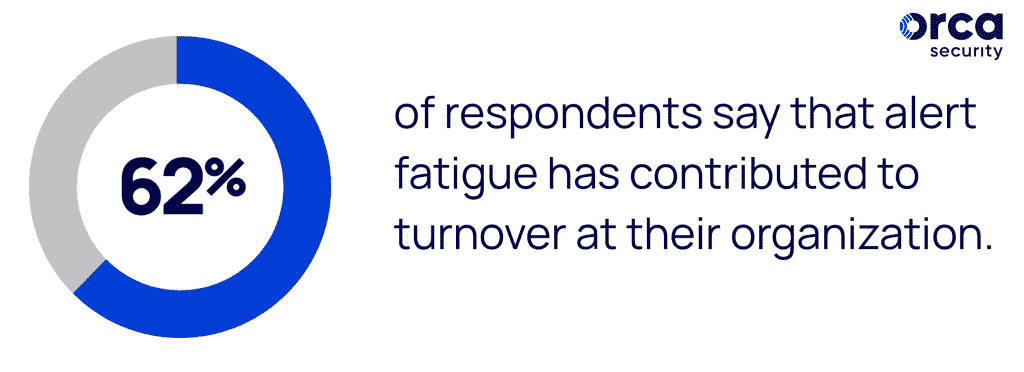 orca
security
62%
of respondents say that alert
fatigue has contributed to
turnover at their organization.